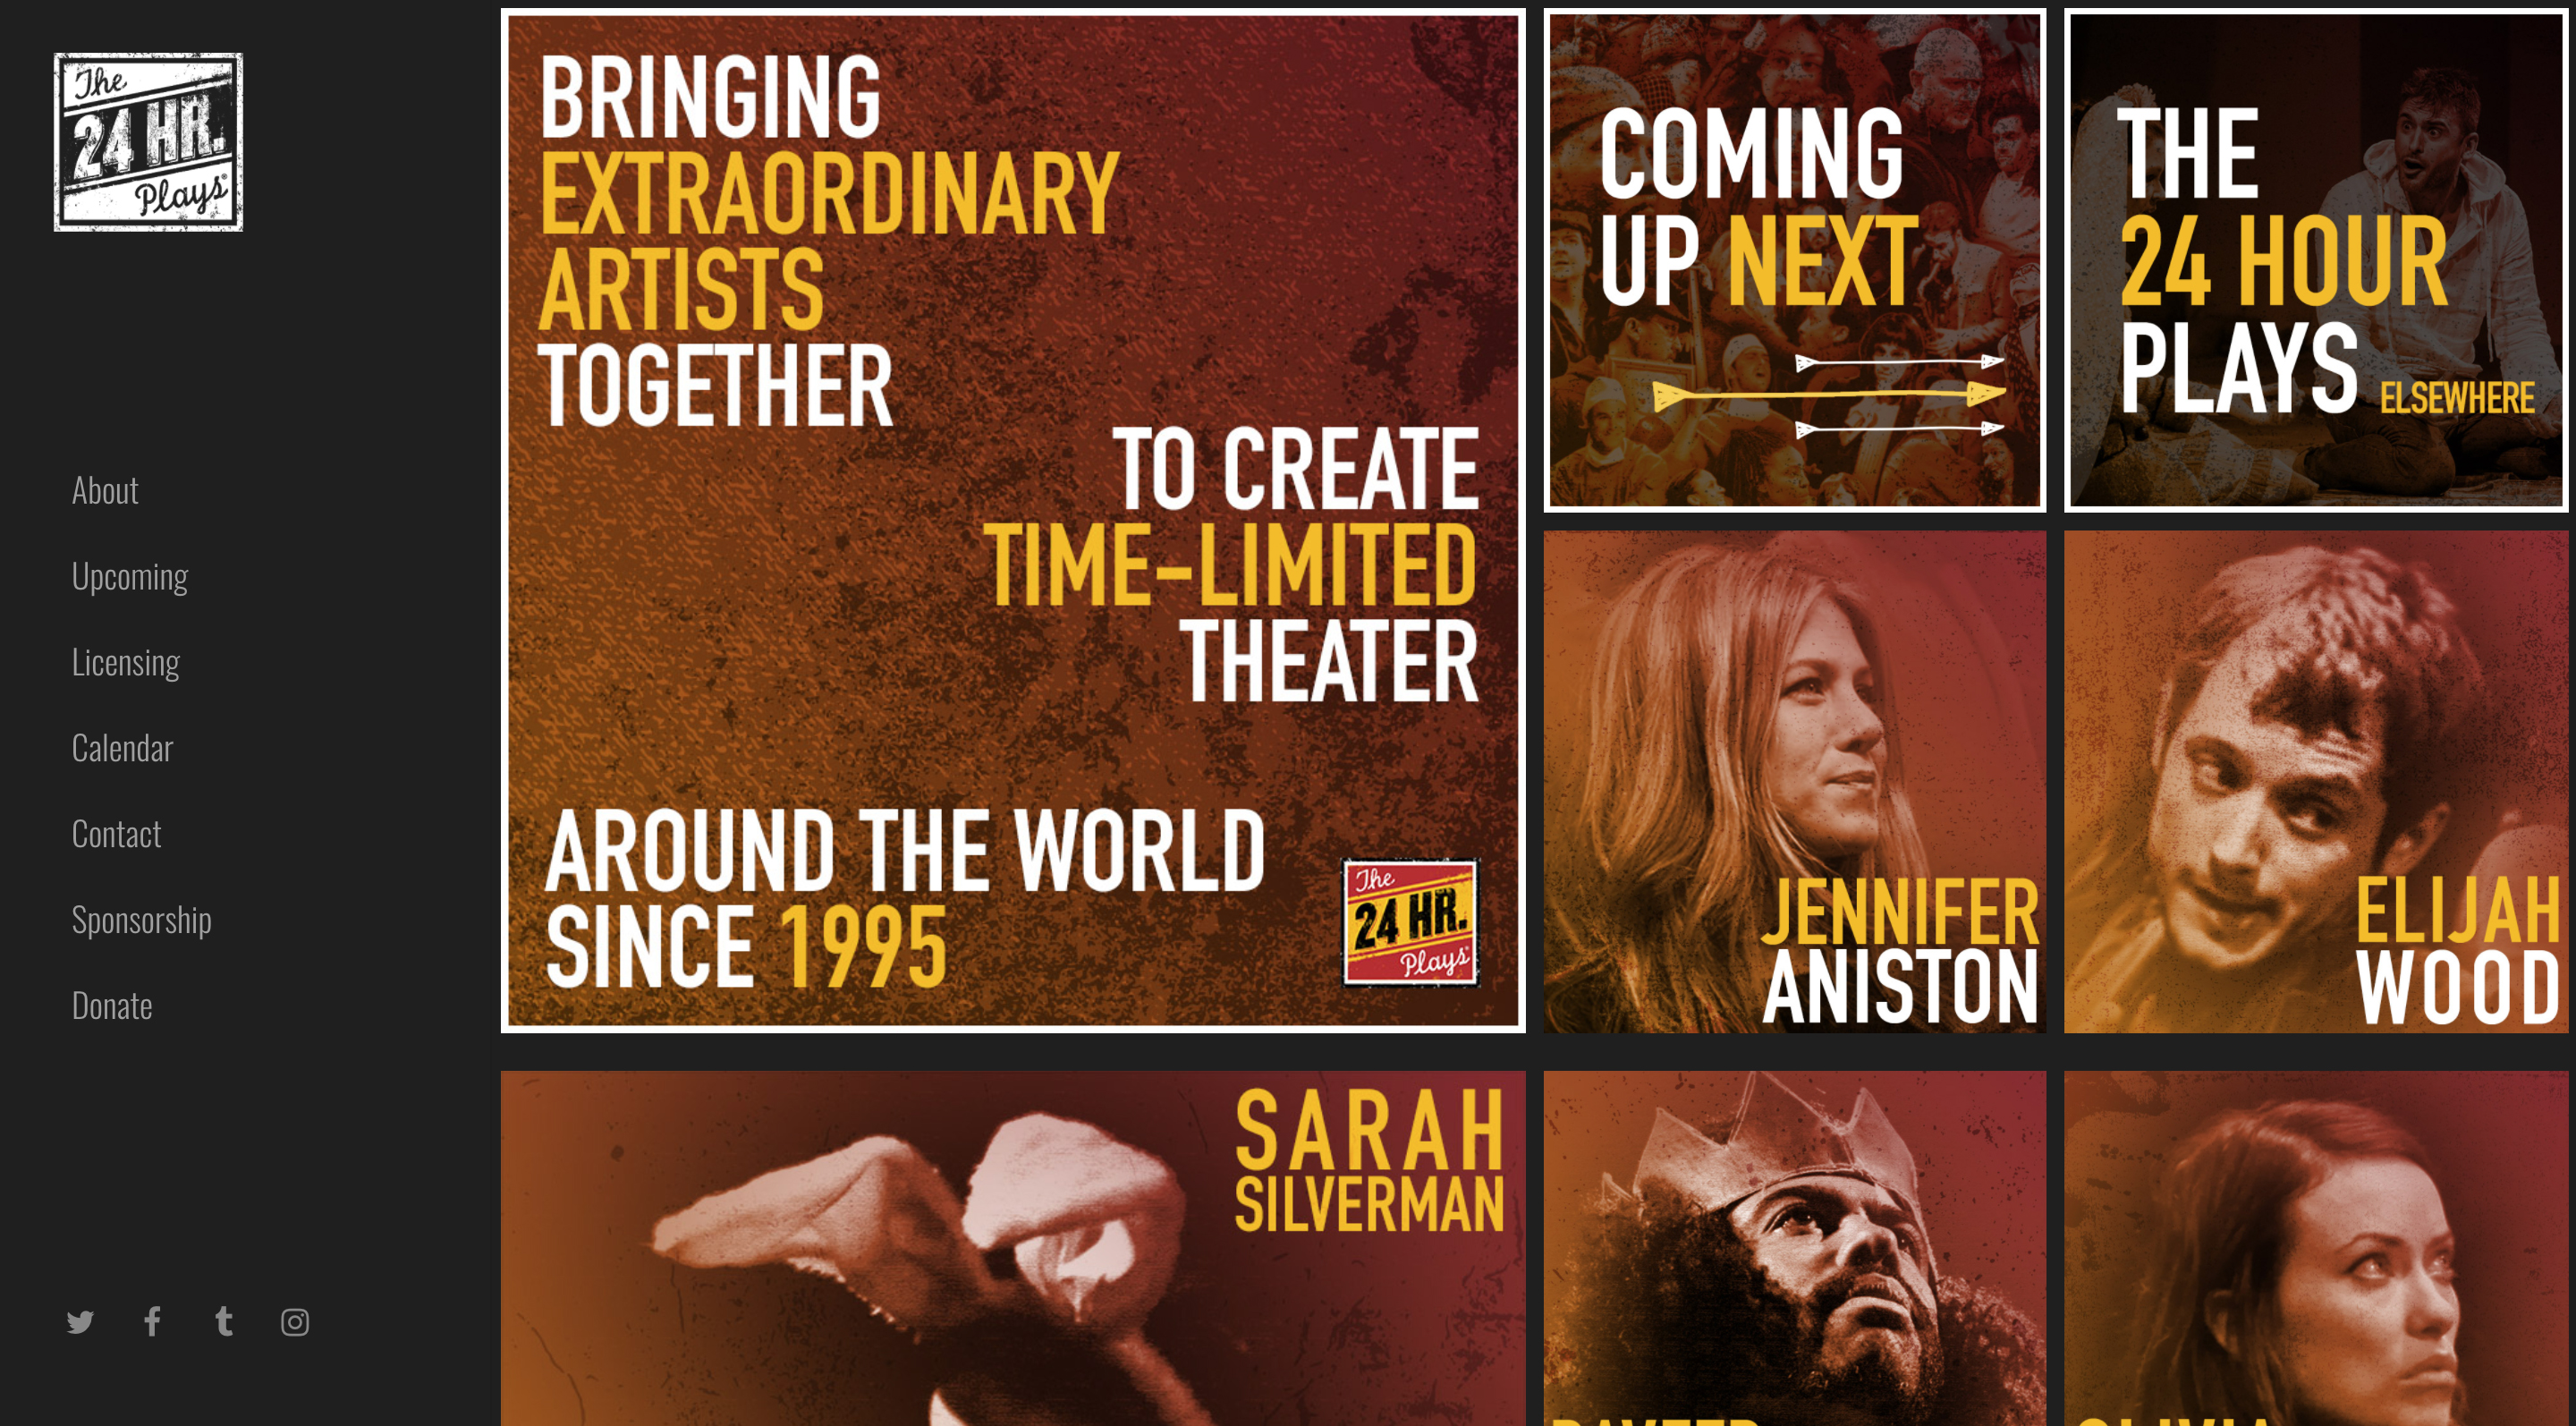 The
24 HR.
Plays
About
Upcoming
Licensing
Calendar
Contact
Sponsorship
Donate
BRINGING
EXTRAORDINARY
ARTISTS
TOGETHER
TO CREATE
TIME-LIMITED
THEATER
AROUND THE WORLD
SINCE 1995
The
24 HR.
Plays
COMING
UP NEXT
THE
24 HOUR
PLAYS ELSEWHERE
JENNIFER
ANISTON
ELIJAH
WOOD
SARAH
SILVERMAN